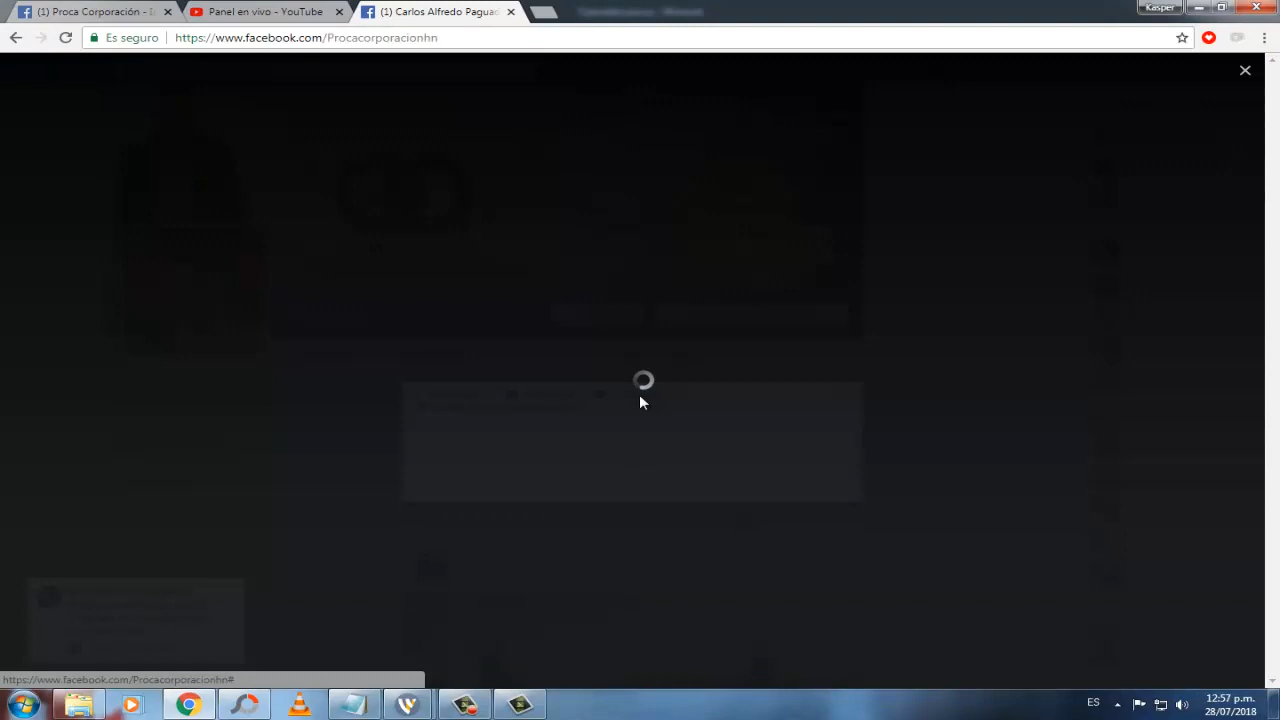 (1) Proca Corporación - I
Panel en vivo - YouTube
(1) Carlos Alfredo Pagua
Kasper
Es seguro
https://www.facebook.com/Procacorporacionhn
https://www.facebook.com/Procacorporacionhn#
ES
12:57 p.m.
28/07/2018